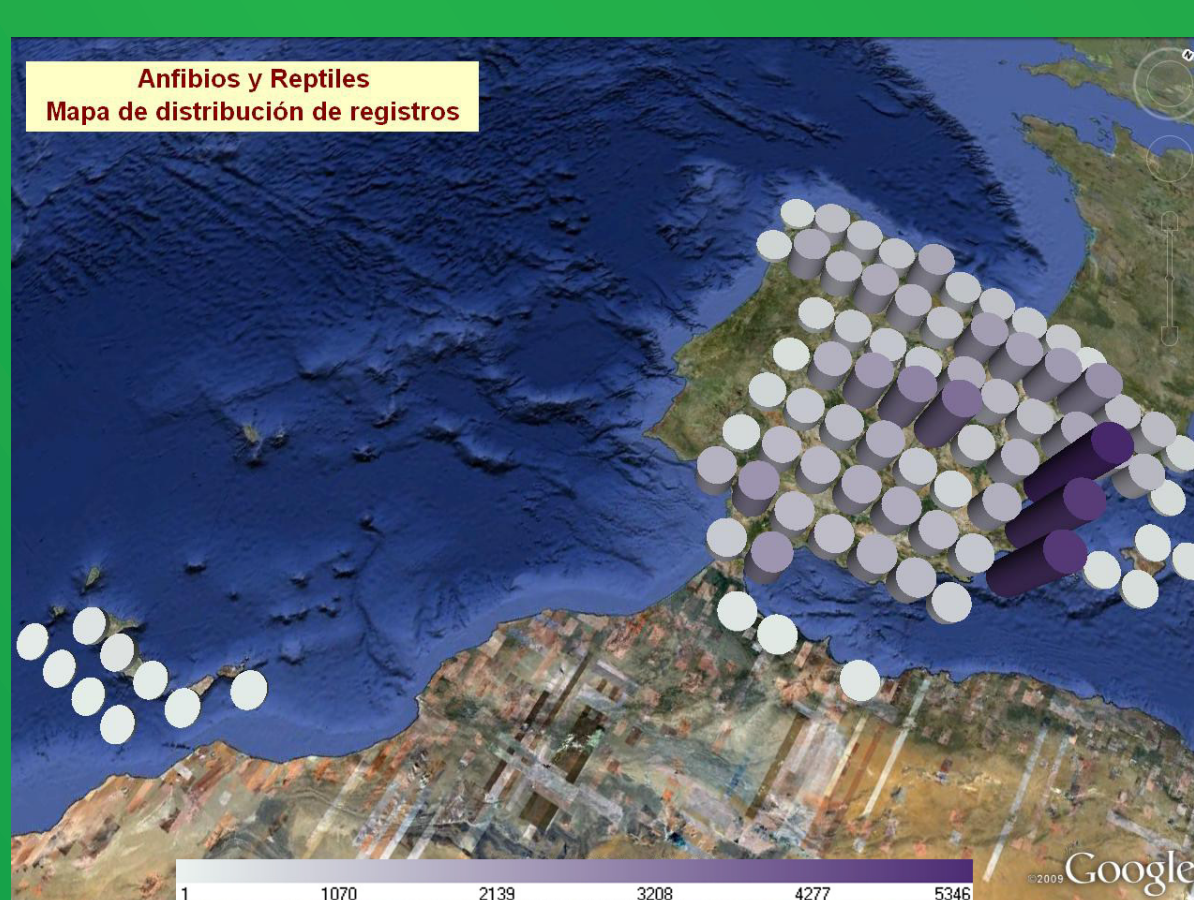 Anfibios y Reptiles
Mapa de distribución de registros
N
©2009 Google
1 1070 2139 3208 4277 5346